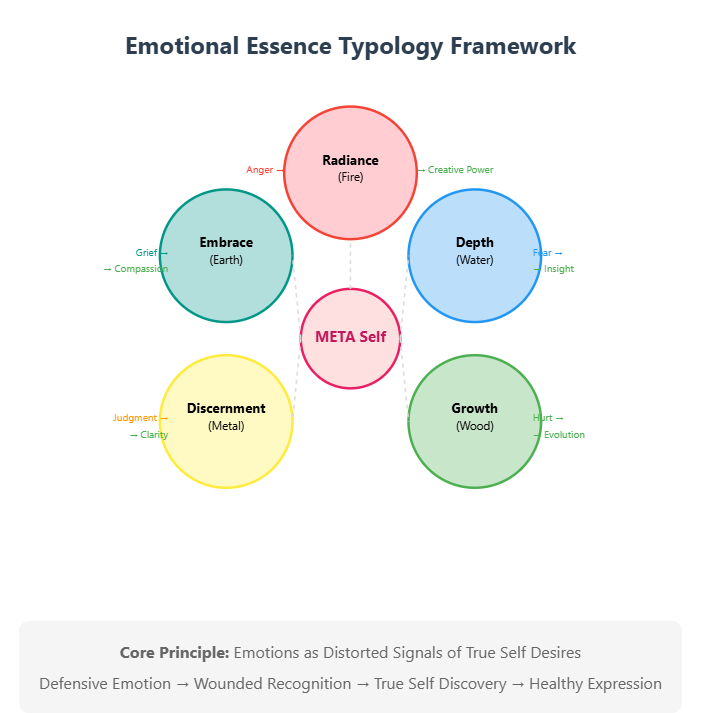 Emotional Essence Typology Framework
Radiance
(Fire)
Anger →
→ Creative Power
Embrace
(Earth)
Grief →
→ Compassion
Depth
(Water)
Fear →
→ Insight
META Self
Discernment
(Metal)
Judgment →
→ Clarity
Growth
(Wood)
Hurt →
→ Evolution
Core Principle: Emotions as Distorted Signals of True Self Desires
Defensive Emotion → Wounded Recognition → True Self Discovery → Healthy Expression